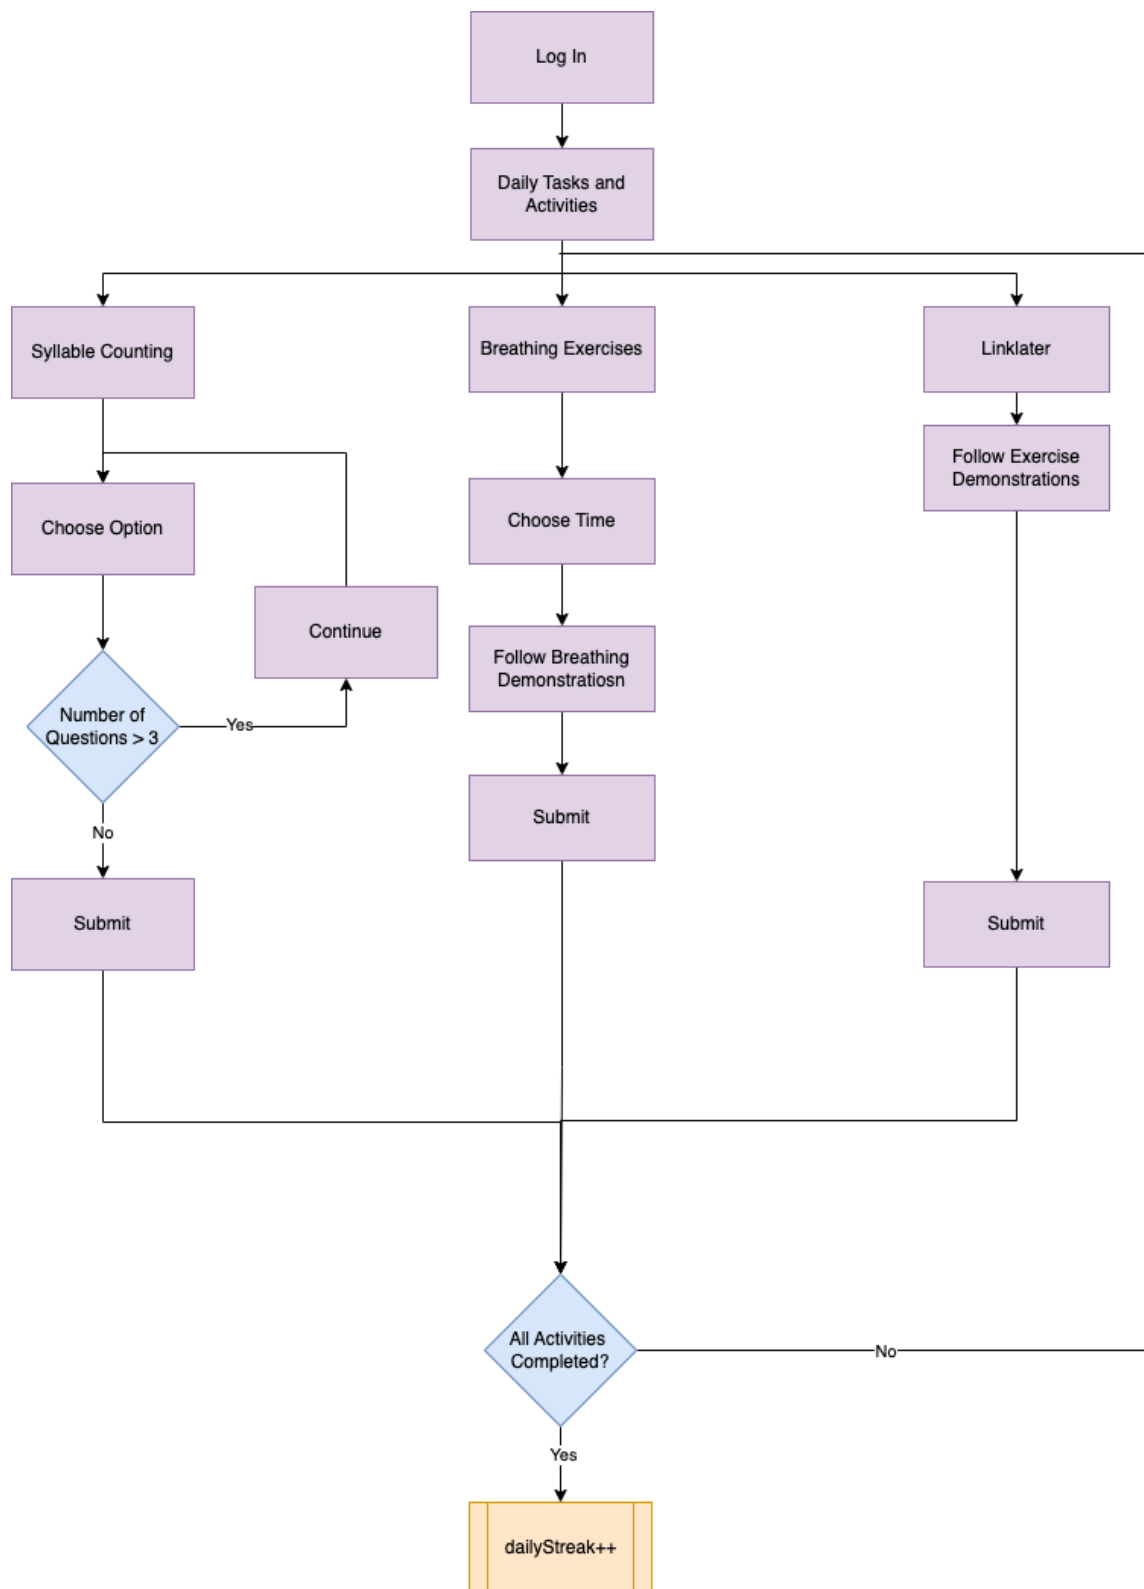 Log In
Daily Tasks and
Activities
Syllable Counting
Breathing Exercises
Linklater
Follow Exercise
Demonstrations
Choose Option
Choose Time
Continue
Follow Breathing
Demonstratiosn
Number of
Questions > 3
Yes
No
Submit
Submit
Submit
All Activities
Completed?
No
Yes
dailyStreak++